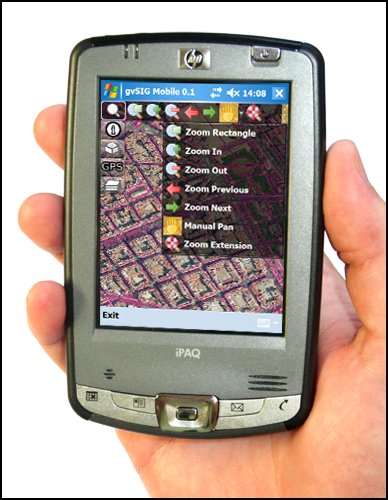 hp
gvSIG Mobile 0.1 14:08
GPS
Zoom Rectangle
Zoom In
Zoom Out
Zoom Previous
Zoom Next
Manual Pan
Zoom Extension
Exit
iPAQ